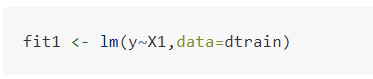 fit1 <- lm(y~X1,data=dtrain)